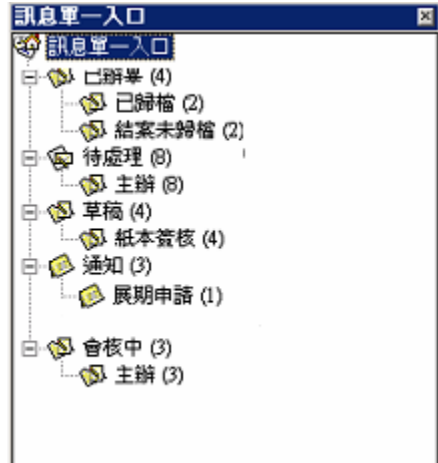 訊息單一入口
訊息單一入口
已辦畢 (4)
已歸檔 (2)
結案未歸檔 (2)
待處理 (8)
主辦 (8)
草稿 (4)
紙本簽核 (4)
通知 (3)
展期申請 (1)
會核中 (3)
主辦 (3)